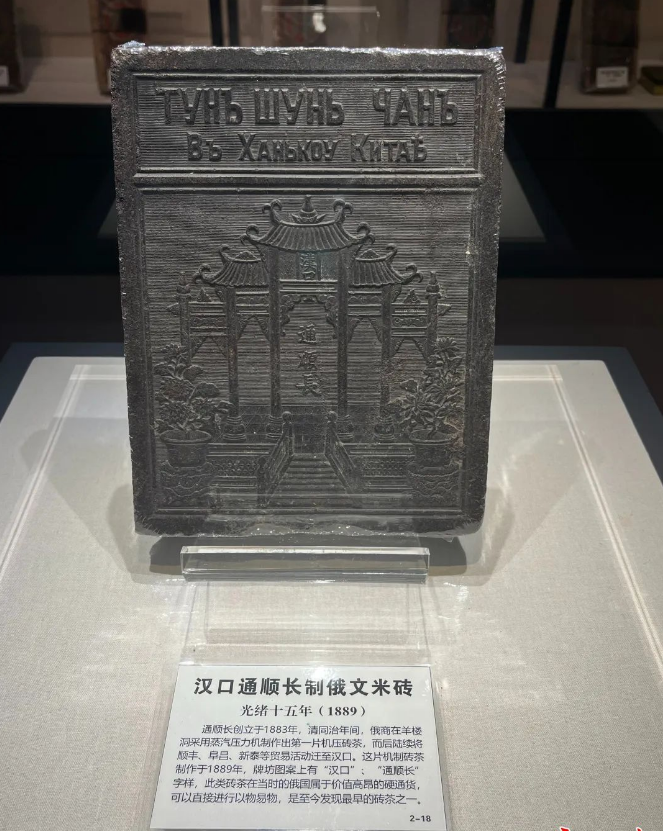 ТУНЪ ШУНЬ ЧАНЪ
Въ Ханькоу Китаѣ
通順長
汉口通顺长制俄文米砖
光绪十五年（1889）
通顺长创立于1883年，清同治年间，俄商在羊楼
洞采用蒸汽压力机制作出第一片机压砖茶，而后陆续将
顺丰、阜昌、新泰等贸易活动迁至汉口。这片机制砖茶
制作于1889年，牌坊图案上有“汉口”；“通顺长”
字样，此类砖茶在当时的俄国属于价值高昂的硬通货，
可以直接进行以物易物，是至今发现最早的砖茶之一。
2-18